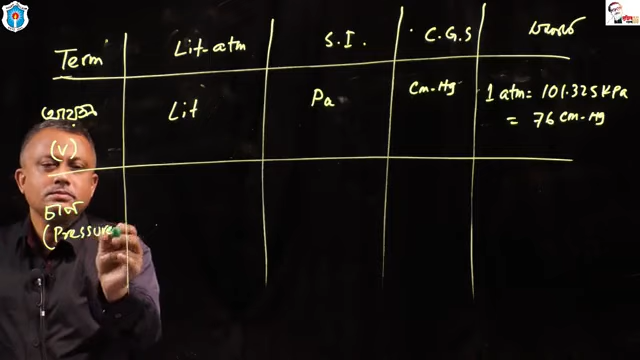 Term Lit-atm S.I. C.G.S
Lit Pa Cm-Hg 1 atm = 101.325 kPa
(V) = 76 Cm-Hg
চাপ
(Pressure